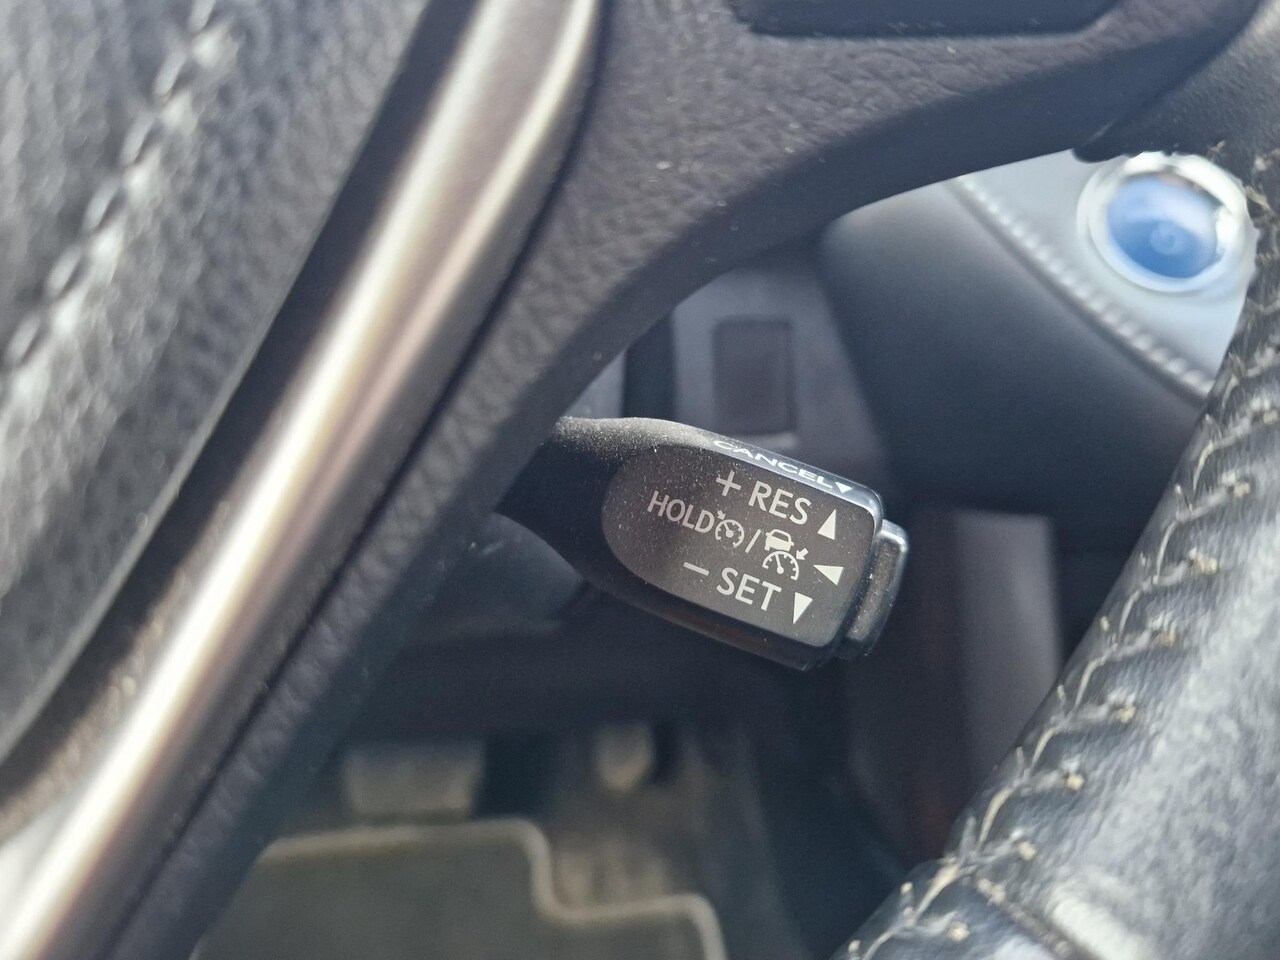 CANCEL▼
+ RES ▲
HOLD / ◀
− SET ▼